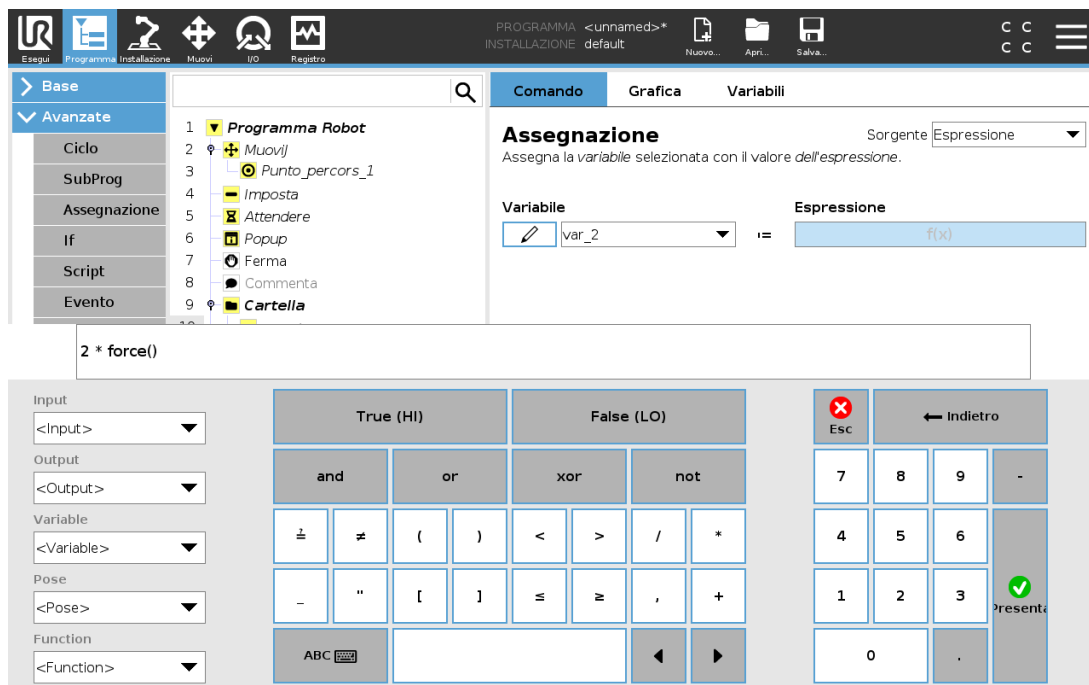 PROGRAMMA <unnamed>*
INSTALLAZIONE default
Esegui Programma Installazione Muovi I/O Registro
Nuovo... Apri... Salva...
C C
C C
Base
Avanzate
Ciclo
SubProg
Assegnazione
If
Script
Evento
1 Programma Robot
2 MuoviJ
3 Punto_percors_1
4 Imposta
5 Attendere
6 Popup
7 Ferma
8 Commenta
9 Cartella
Comando Grafica Variabili
Assegnazione
Sorgente Espressione
Assegna la variabile selezionata con il valore dell'espressione.
Variabile Espressione
var_2 := f(x)
2 * force()
Input
<Input>
Output
<Output>
Variable
<Variable>
Pose
<Pose>
Function
<Function>
True (HI) False (LO)
and or xor not
≟ ≠ ( ) < > / *
_ " [ ] ≤ ≥ , +
ABC
Esc Indietro
7 8 9 -
4 5 6
1 2 3
Presenta
0 .